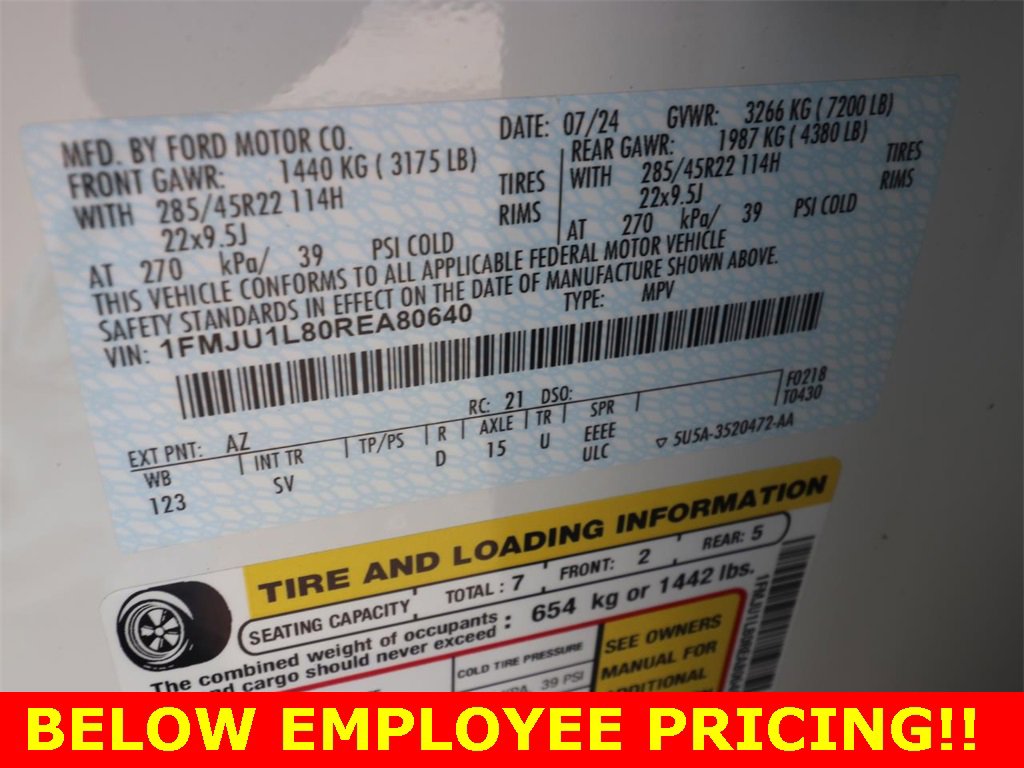 MFD. BY FORD MOTOR CO.
DATE: 07/24 GVWR: 3266 KG ( 7200 LB)
FRONT GAWR: 1440 KG ( 3175 LB)
REAR GAWR: 1987 KG ( 4380 LB)
WITH 285/45R22 114H TIRES
WITH 285/45R22 114H TIRES
22x9.5J RIMS
22x9.5J RIMS
AT 270 kPa/ 39 PSI COLD
AT 270 kPa/ 39 PSI COLD
THIS VEHICLE CONFORMS TO ALL APPLICABLE FEDERAL MOTOR VEHICLE
SAFETY STANDARDS IN EFFECT ON THE DATE OF MANUFACTURE SHOWN ABOVE.
VIN: 1FMJU1L80REA80640 TYPE: MPV
F0218
T0430
EXT PNT: AZ RC: 21 DSO:
WB INT TR TP/PS R AXLE TR SPR
123 SV D 15 U EEEE
ULC
▽ 5U5A-3520472-AA
TIRE AND LOADING INFORMATION
SEATING CAPACITY TOTAL : 7 FRONT: 2 REAR: 5
The combined weight of occupants
and cargo should never exceed : 654 kg or 1442 lbs.
COLD TIRE PRESSURE
39 PSI
SEE OWNERS
MANUAL FOR
ADDITIONAL
BELOW EMPLOYEE PRICING!!